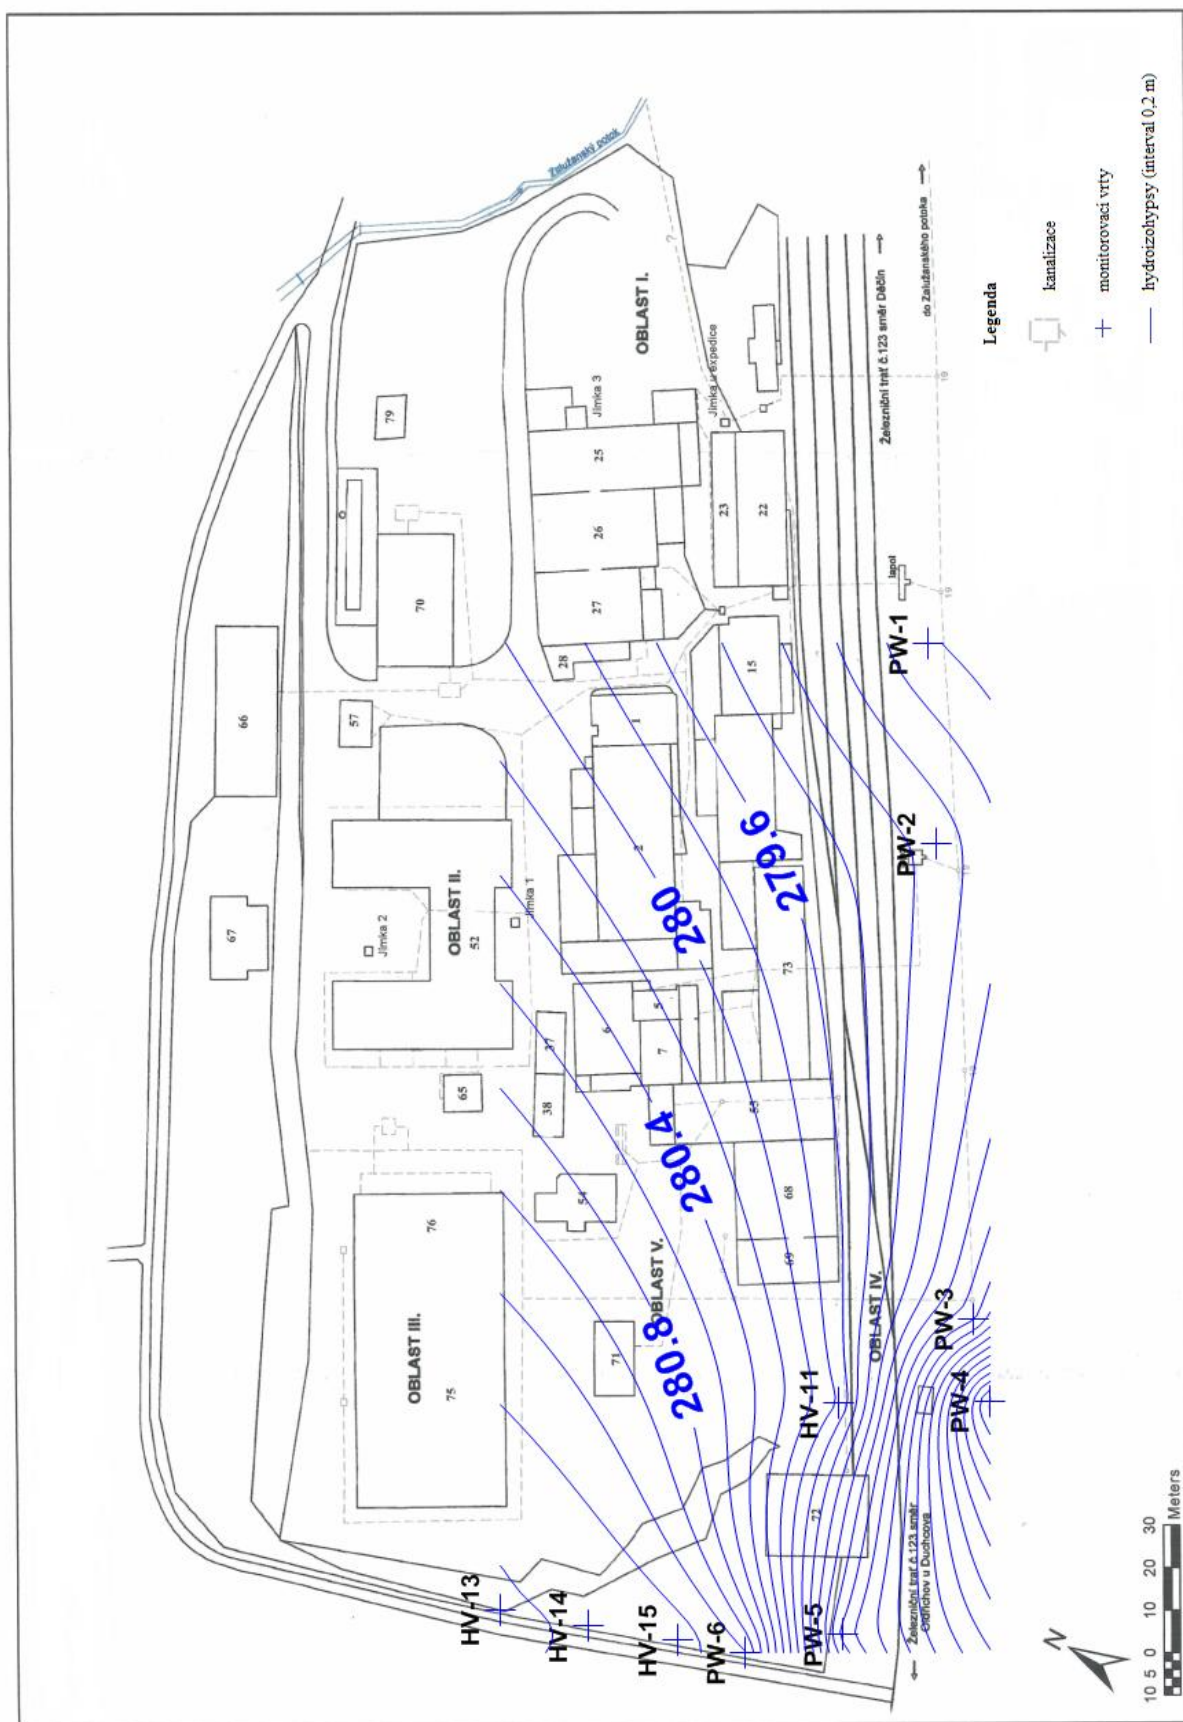 Zalužanský potok
OBLAST I.
Jímka 3
Jímka u expedice
79
25
26
27
28
23
22
70
15
66
57
1
2
67
Jímka 2
OBLAST II.
52
Jímka 1
73
65
37
38
6
5
7
53
54
68
69
76
75
OBLAST III.
OBLAST V.
71
OBLAST IV.
72
279.6
280
280.4
280.8
PW-1
PW-2
PW-3
PW-4
PW-5
PW-6
HV-11
HV-13
HV-14
HV-15
lapol
19
19
19
?
do Zalužanského potoka
Železniční trať č.123 směr Děčín
Železniční trať č.123 směr
Oldřichov u Duchcova
Legenda
kanalizace
monitorovací vrty
hydroizohypsy (interval 0,2 m)
N
10 5 0 10 20 30
Meters